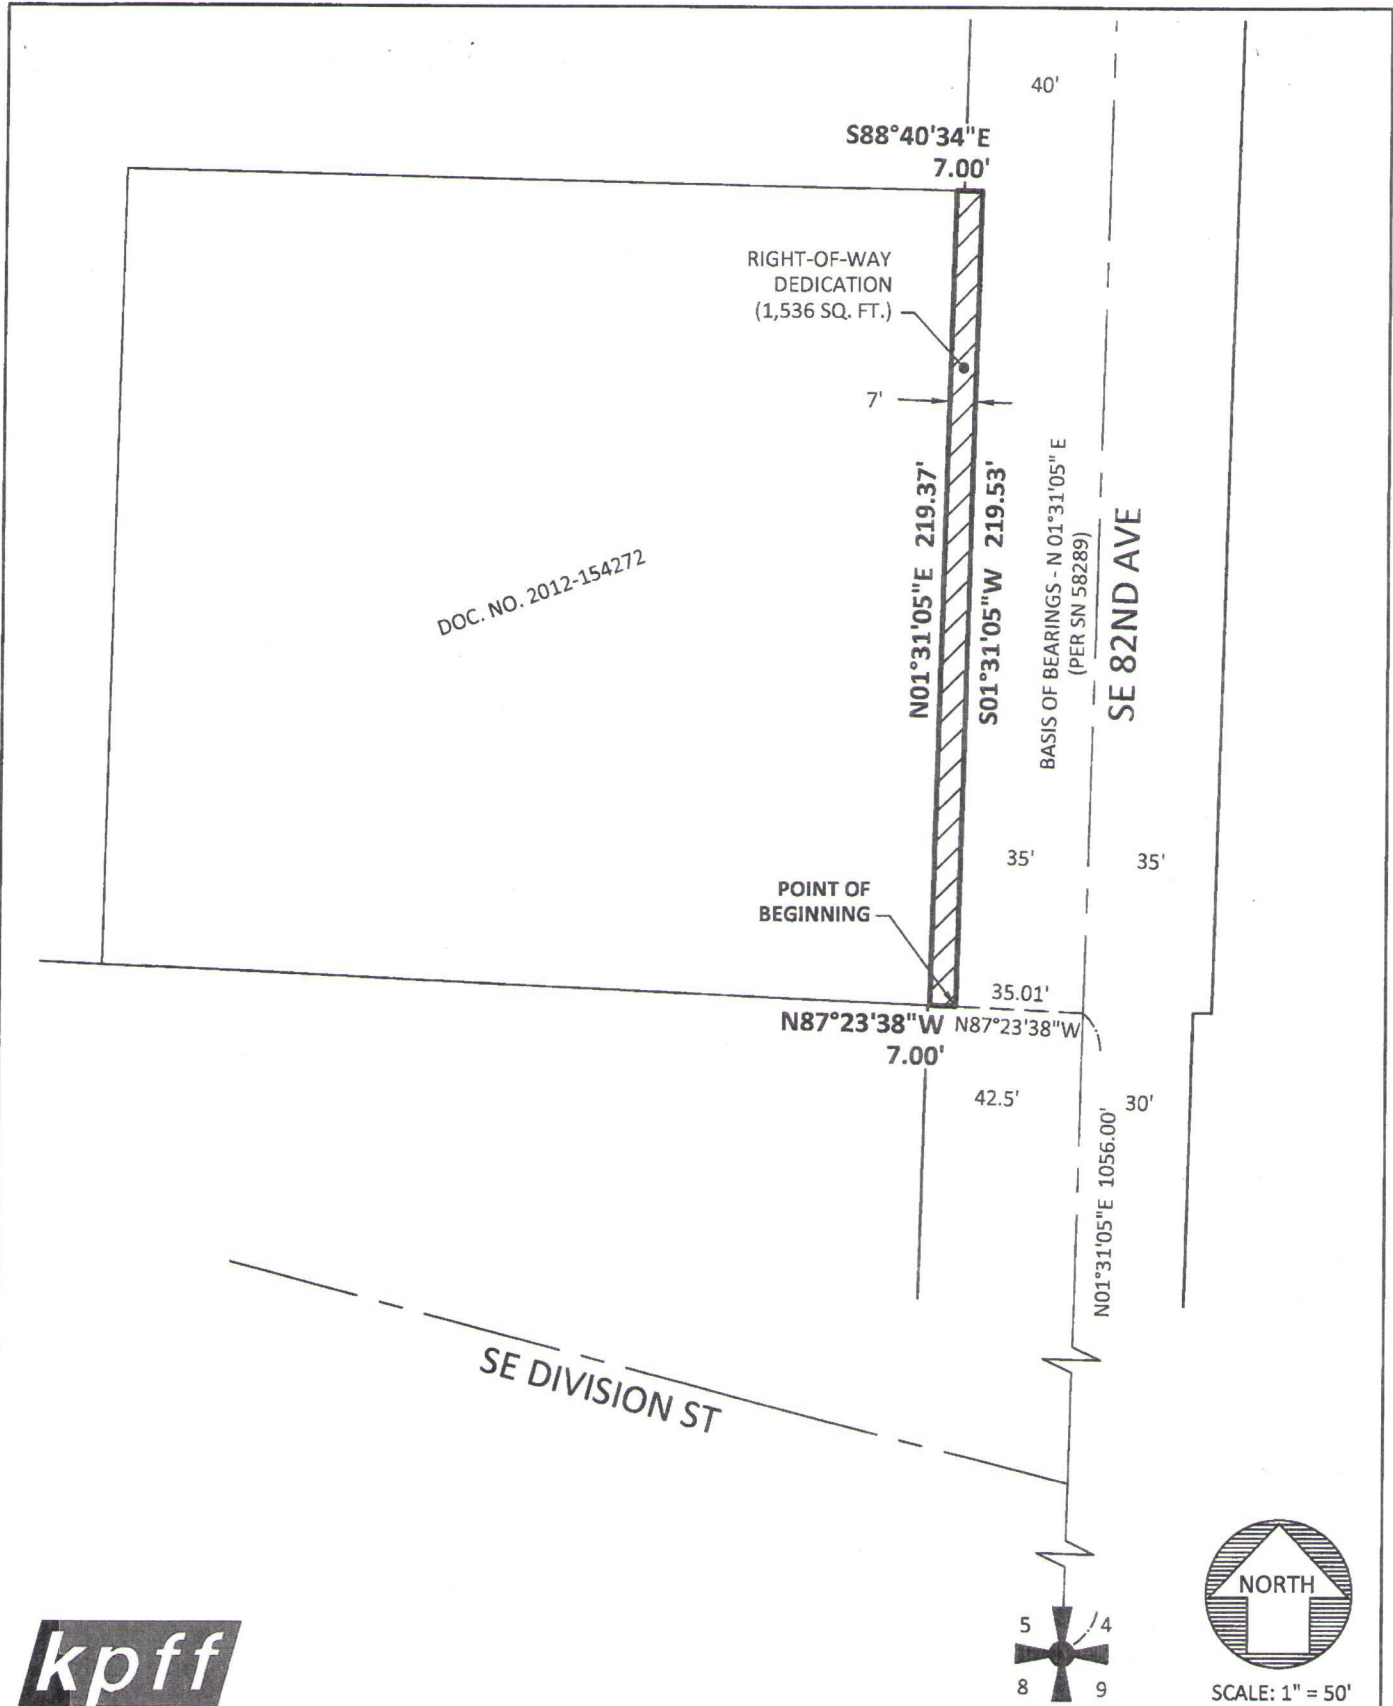 40'
S88°40'34"E
7.00'
RIGHT-OF-WAY
DEDICATION
(1,536 SQ. FT.)
7'
N01°31'05"E 219.37'
S01°31'05"W 219.53'
BASIS OF BEARINGS - N 01°31'05" E
(PER SN 58289)
SE 82ND AVE
DOC. NO. 2012-154272
35'
35'
POINT OF
BEGINNING
35.01'
N87°23'38"W
7.00'
N87°23'38"W
42.5'
30'
N01°31'05"E 1056.00'
SE DIVISION ST
NORTH
5
4
8
9
SCALE: 1" = 50'
kpff